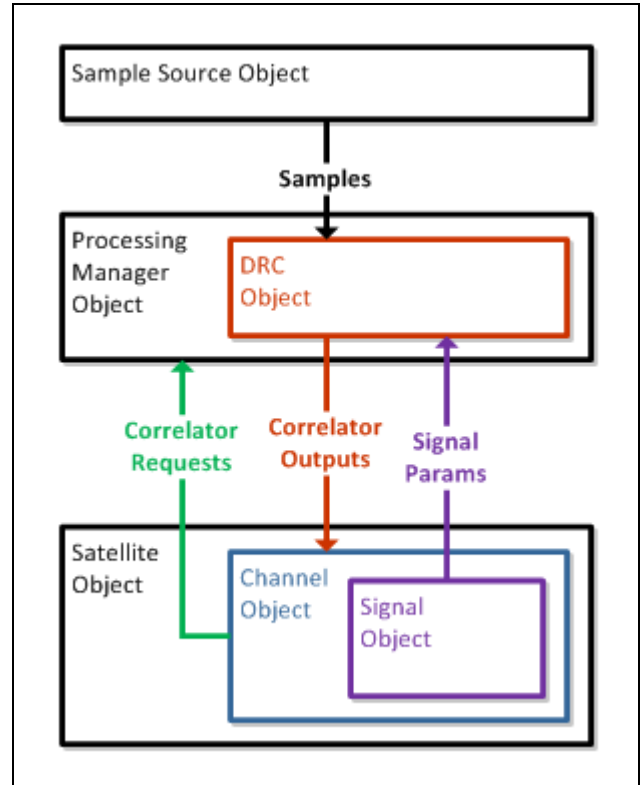 Sample Source Object
Samples
Processing
Manager
Object
DRC
Object
Correlator
Requests
Correlator
Outputs
Signal
Params
Satellite
Object
Channel
Object
Signal
Object